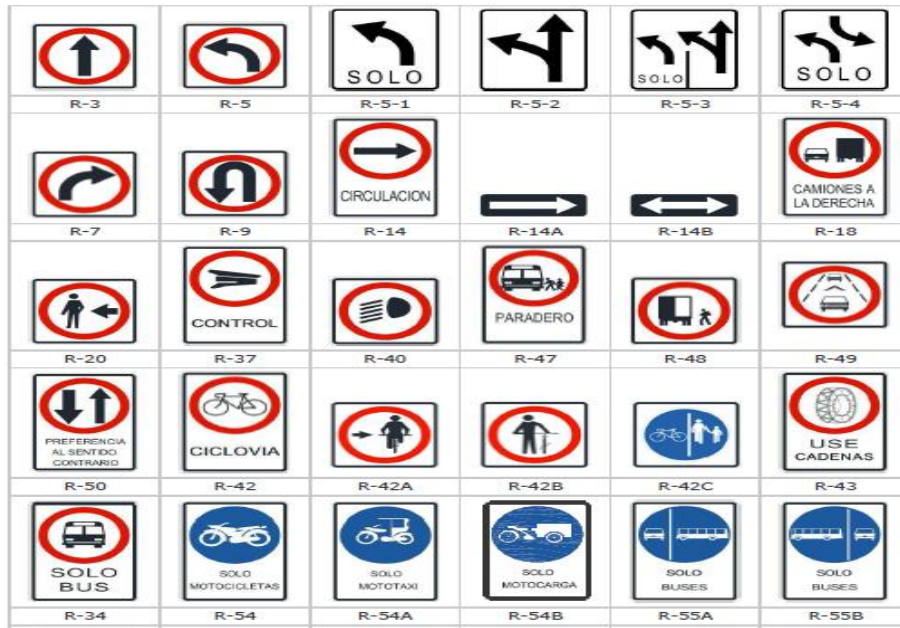 SOLO
SOLO
SOLO
R-3 R-5 R-5-1 R-5-2 R-5-3 R-5-4
CIRCULACION
CAMIONES A
LA DERECHA
R-7 R-9 R-14 R-14A R-14B R-18
CONTROL
PARADERO
R-20 R-37 R-40 R-47 R-48 R-49
PREFERENCIA
AL SENTIDO
CONTRARIO
CICLOVIA
USE
CADENAS
R-50 R-42 R-42A R-42B R-42C R-43
SOLO
BUS
SOLO
MOTOCICLETAS
SOLO
MOTOTAXI
SOLO
MOTOCARGA
SOLO
BUSES
SOLO
BUSES
R-34 R-54 R-54A R-54B R-55A R-55B